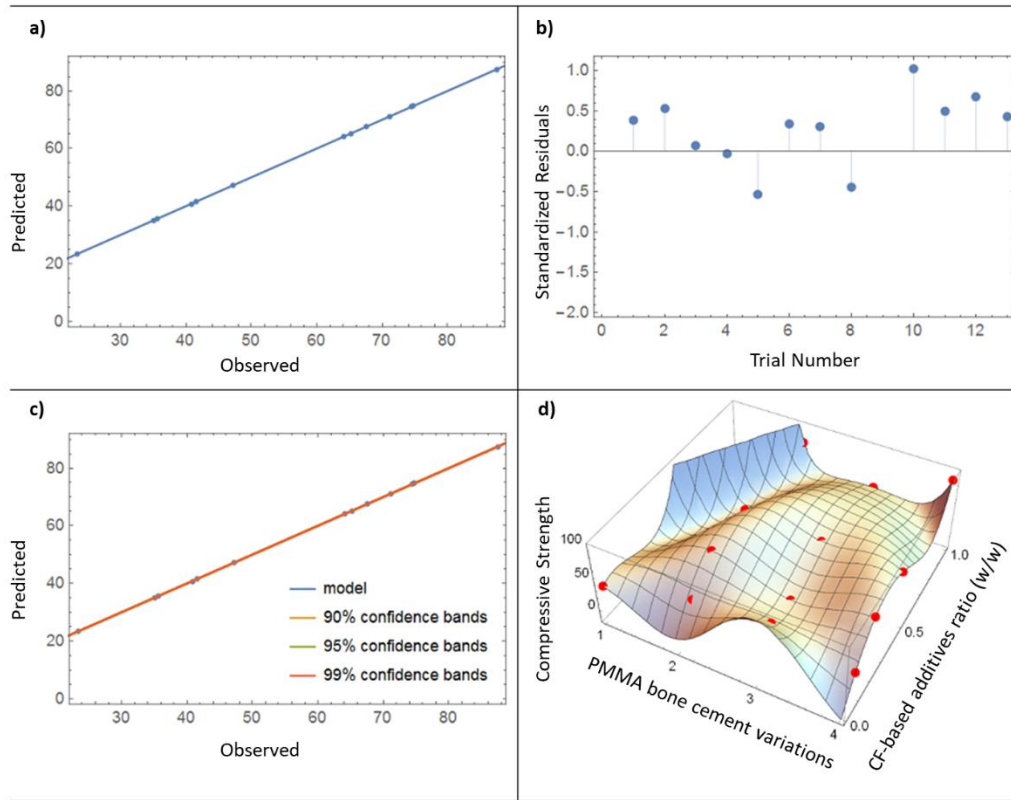 a)
80
60
40
20
0
30 40 50 60 70 80
Predicted
Observed
b)
1.0
0.5
0.0
−0.5
−1.0
−1.5
−2.0
0 2 4 6 8 10 12
Standardized Residuals
Trial Number
c)
80
60
40
20
0
30 40 50 60 70 80
Predicted
Observed
model
90% confidence bands
95% confidence bands
99% confidence bands
d)
Compressive Strength
100
50
0
1
2
3
4
PMMA bone cement variations
0.0
0.5
1.0
CF-based additives ratio (w/w)